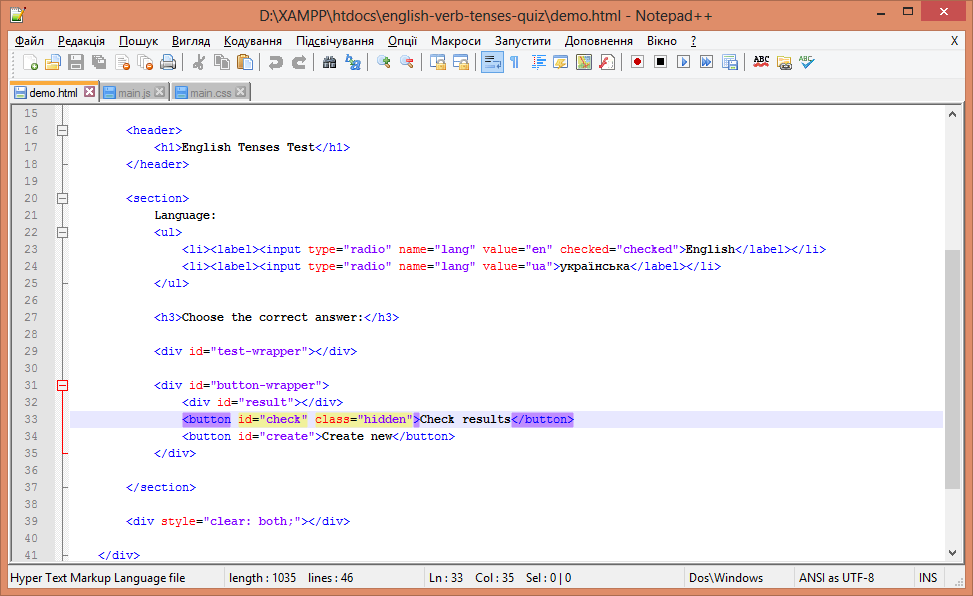 D:\XAMPP\htdocs\english-verb-tenses-quiz\demo.html - Notepad++
Файл Редакція Пошук Вигляд Кодування Підсвічування Опції Макроси Запустити Доповнення Вікно ? X
ABC ABC
demo.html main.js main.css
15
16 <header>
17 <h1>English Tenses Test</h1>
18 </header>
19
20 <section>
21 Language:
22 <ul>
23 <li><label><input type="radio" name="lang" value="en" checked="checked">English</label></li>
24 <li><label><input type="radio" name="lang" value="ua">українська</label></li>
25 </ul>
26
27 <h3>Choose the correct answer:</h3>
28
29 <div id="test-wrapper"></div>
30
31 <div id="button-wrapper">
32 <div id="result"></div>
33 <button id="check" class="hidden">Check results</button>
34 <button id="create">Create new</button>
35 </div>
36
37 </section>
38
39 <div style="clear: both;"></div>
40
41 </div>
Hyper Text Markup Language file length : 1035 lines : 46 Ln : 33 Col : 35 Sel : 0 | 0 Dos\Windows ANSI as UTF-8 INS